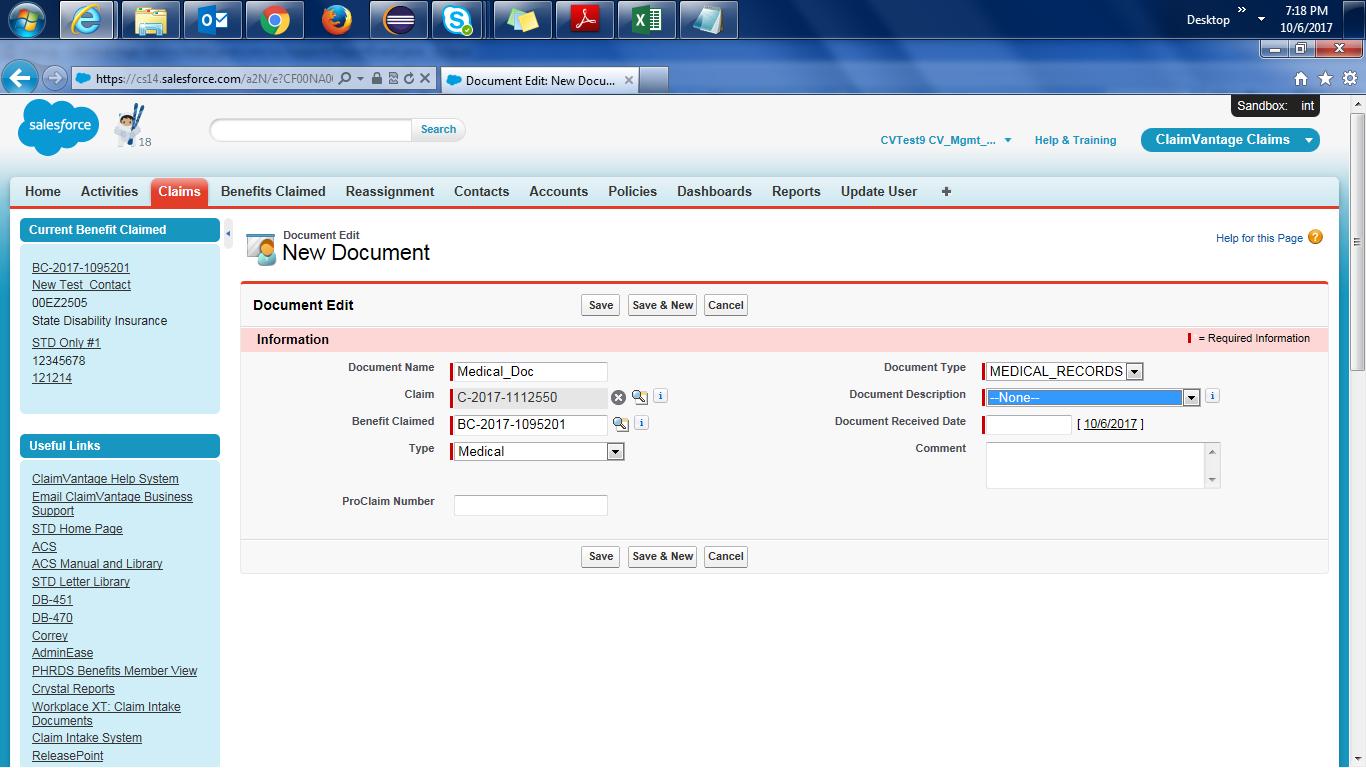 Desktop
»
7:18 PM
10/6/2017
Document Edit: New Docu...
salesforce
18
Search
Sandbox: int
CVTest9 CV_Mgmt_...
Help & Training
ClaimVantage Claims
Home Activities Claims Benefits Claimed Reassignment Contacts Accounts Policies Dashboards Reports Update User +
Current Benefit Claimed
BC-2017-1095201
New Test_Contact
00EZ2505
State Disability Insurance
STD Only #1
12345678
121214
Useful Links
ClaimVantage Help System
Email ClaimVantage Business
Support
STD Home Page
ACS
ACS Manual and Library
STD Letter Library
DB-451
DB-470
Correy
AdminEase
PHRDS Benefits Member View
Crystal Reports
Workplace XT: Claim Intake
Documents
Claim Intake System
ReleasePoint
Document Edit
New Document
Help for this Page ?
Document Edit Save Save & New Cancel
Information = Required Information
Document Name Medical_Doc Document Type MEDICAL_RECORDS
Claim C-2017-1112550 Document Description --None--
Benefit Claimed BC-2017-1095201 Document Received Date [ 10/6/2017 ]
Type Medical Comment
ProClaim Number
Save Save & New Cancel